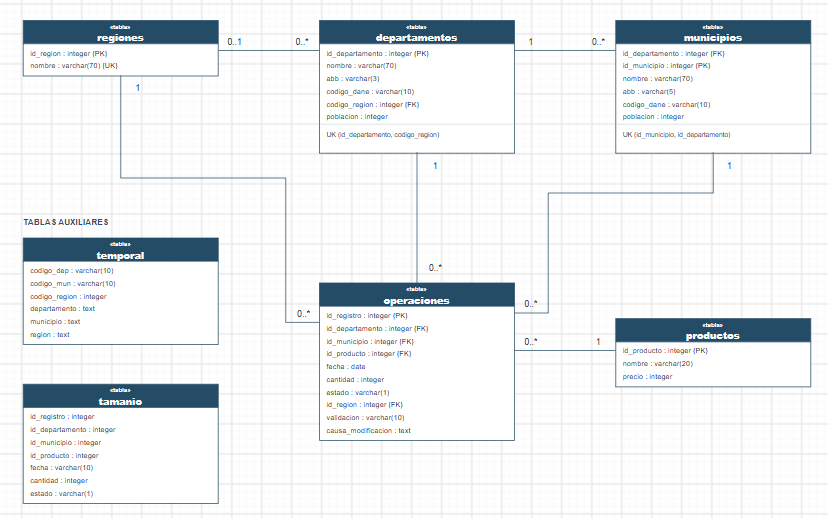 «tabla»
regiones
id_region : integer {PK}
nombre : varchar(70) {UK}
0..1
0..*
1
«tabla»
departamentos
id_departamento : integer {PK}
nombre : varchar(70)
abb : varchar(3)
codigo_dane : varchar(10)
codigo_region : integer {FK}
poblacion : integer
UK (id_departamento, codigo_region)
1
0..*
1
0..*
«tabla»
municipios
id_departamento : integer {FK}
id_municipio : integer {PK}
nombre : varchar(70)
abb : varchar(5)
codigo_dane : varchar(10)
poblacion : integer
UK (id_municipio, id_departamento)
1
TABLAS AUXILIARES
«tabla»
temporal
codigo_dep : varchar(10)
codigo_mun : varchar(10)
codigo_region : integer
departamento : text
municipio : text
region : text
«tabla»
tamanio
id_registro : integer
id_departamento : integer
id_municipio : integer
id_producto : integer
fecha : varchar(10)
cantidad : integer
estado : varchar(1)
0..*
«tabla»
operaciones
id_registro : integer {PK}
id_departamento : integer {FK}
id_municipio : integer {FK}
id_producto : integer {FK}
fecha : date
cantidad : integer
estado : varchar(1)
id_region : integer {FK}
validacion : varchar(10)
causa_modificacion : text
0..*
0..*
1
«tabla»
productos
id_producto : integer {PK}
nombre : varchar(20)
precio : integer